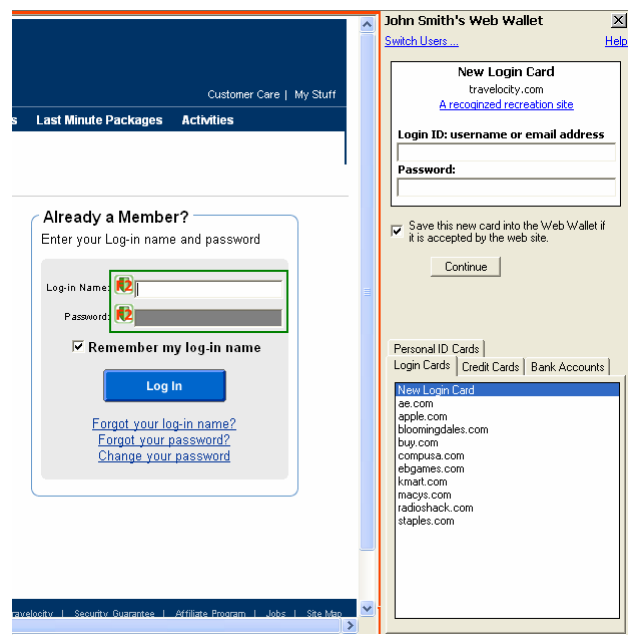 Customer Care | My Stuff
s Last Minute Packages Activities
Already a Member?
Enter your Log-in name and password
Log-in Name:
Password:
Remember my log-in name
Log In
Forgot your log-in name?
Forgot your password?
Change your password
ravelocity | Security Guarantee | Affiliate Program | Jobs | Site Map
John Smith's Web Wallet
Switch Users ... Help
New Login Card
travelocity.com
A recoginzed recreation site
Login ID: username or email address
Password:
Save this new card into the Web Wallet if
it is accepted by the web site.
Continue
Personal ID Cards
Login Cards Credit Cards Bank Accounts
New Login Card
ae.com
apple.com
bloomingdales.com
buy.com
compusa.com
ebgames.com
kmart.com
macys.com
radioshack.com
staples.com